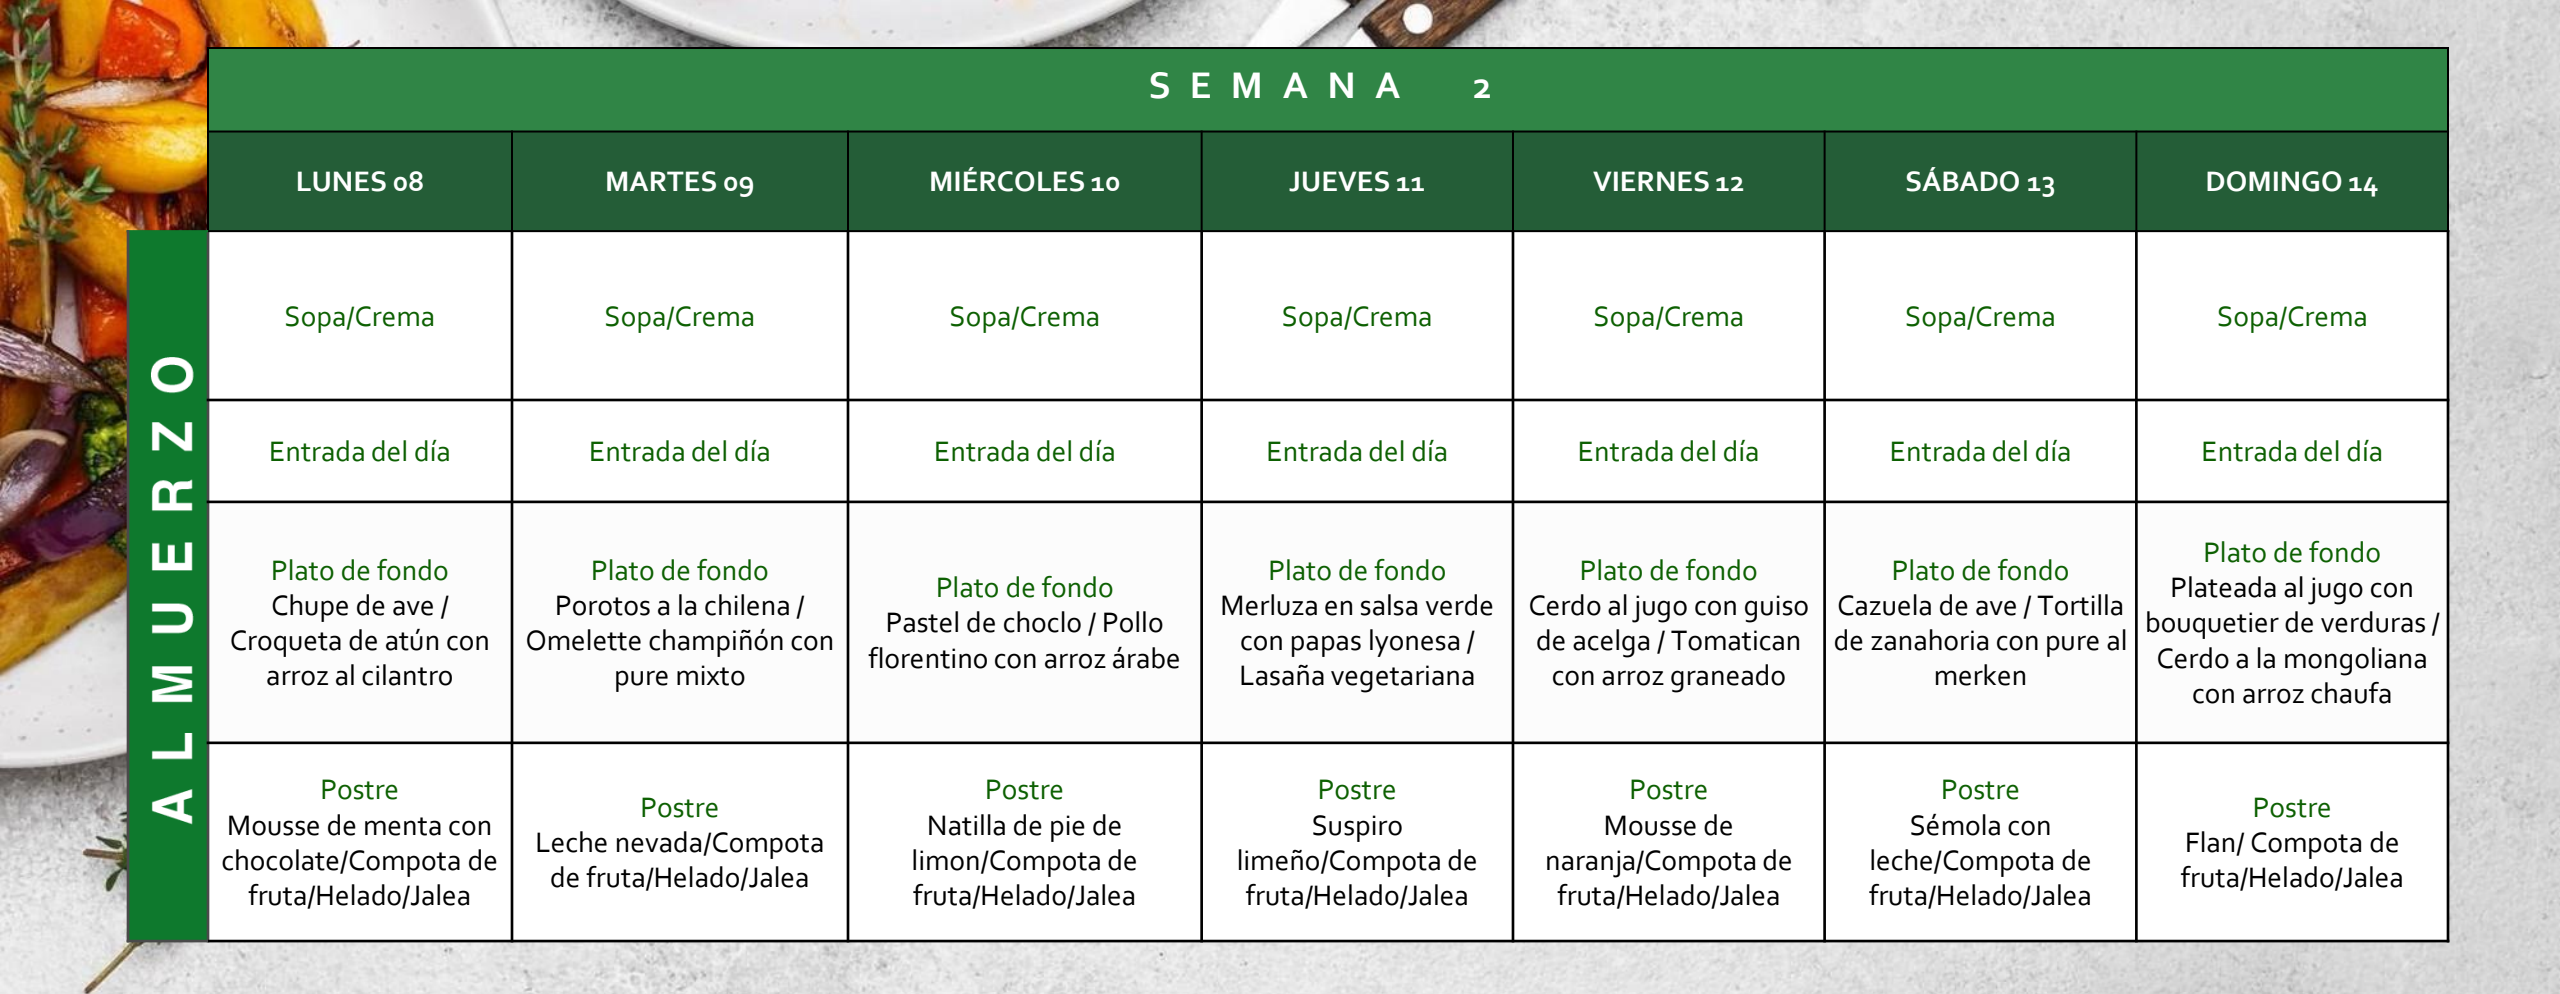 SEMANA 2
LUNES 08
MARTES 09
MIÉRCOLES 10
JUEVES 11
VIERNES 12
SÁBADO 13
DOMINGO 14
ALMUERZO
Sopa/Crema
Sopa/Crema
Sopa/Crema
Sopa/Crema
Sopa/Crema
Sopa/Crema
Sopa/Crema
Entrada del día
Entrada del día
Entrada del día
Entrada del día
Entrada del día
Entrada del día
Entrada del día
Plato de fondo
Chupe de ave /
Croqueta de atún con
arroz al cilantro
Plato de fondo
Porotos a la chilena /
Omelette champiñón con
pure mixto
Plato de fondo
Pastel de choclo / Pollo
florentino con arroz árabe
Plato de fondo
Merluza en salsa verde
con papas lyonesa /
Lasaña vegetariana
Plato de fondo
Cerdo al jugo con guiso
de acelga / Tomatican
con arroz graneado
Plato de fondo
Cazuela de ave / Tortilla
de zanahoria con pure al
merken
Plato de fondo
Plateada al jugo con
bouquetier de verduras /
Cerdo a la mongoliana
con arroz chaufa
Postre
Mousse de menta con
chocolate/Compota de
fruta/Helado/Jalea
Postre
Leche nevada/Compota
de fruta/Helado/Jalea
Postre
Natilla de pie de
limon/Compota de
fruta/Helado/Jalea
Postre
Suspiro
limeño/Compota de
fruta/Helado/Jalea
Postre
Mousse de
naranja/Compota de
fruta/Helado/Jalea
Postre
Sémola con
leche/Compota de
fruta/Helado/Jalea
Postre
Flan/ Compota de
fruta/Helado/Jalea